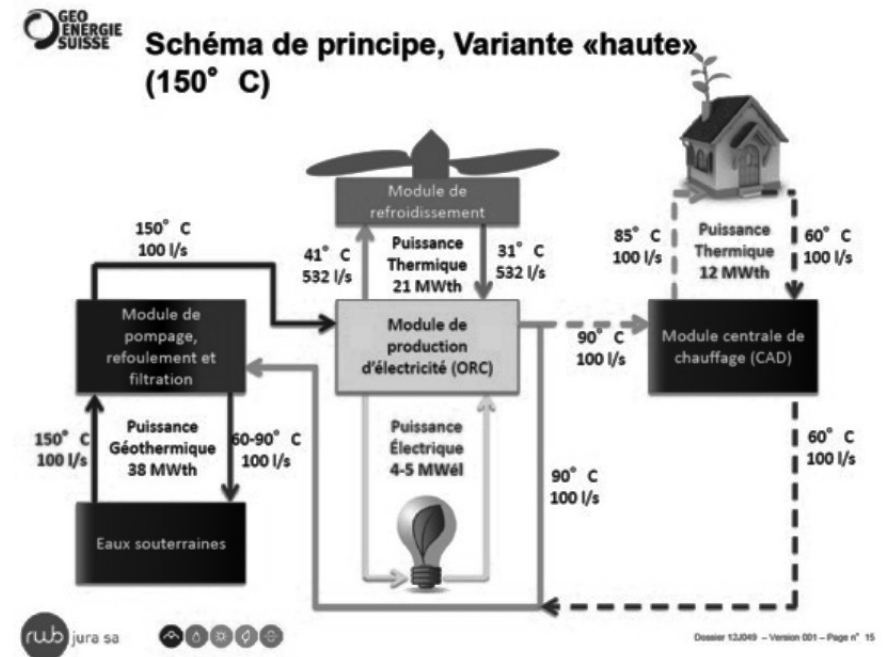 GEO
ENERGIE
SUISSE
Schéma de principe, Variante «haute»
(150° C)
Module de
refroidissement
150° C
100 l/s
41° C
532 l/s
Puissance
Thermique
21 MWth
31° C
532 l/s
85° C
100 l/s
Puissance
Thermique
12 MWth
60° C
100 l/s
Module de
pompage,
refoulement et
filtration
Module de
production
d'électricité (ORC)
90° C
100 l/s
Module centrale de
chauffage (CAD)
150° C
100 l/s
Puissance
Géothermique
38 MWth
60-90° C
100 l/s
Puissance
Électrique
4-5 MWél
90° C
100 l/s
60° C
100 l/s
Eaux souterraines
rwb jura sa
Dossier 12J049 – Version 001 – Page n° 15